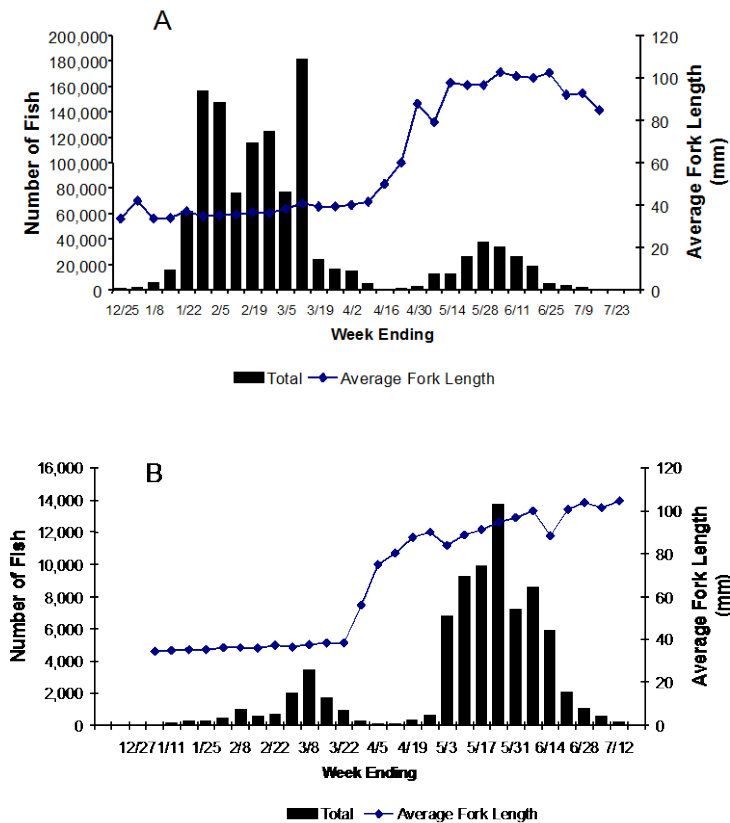 A
200,000
180,000
160,000
140,000
120,000
100,000
80,000
60,000
40,000
20,000
0
Number of Fish
120
100
80
60
40
20
0
Average Fork Length
(mm)
12/25 1/8 1/22 2/5 2/19 3/5 3/19 4/2 4/16 4/30 5/14 5/28 6/11 6/25 7/9 7/23
Week Ending
Total Average Fork Length
B
16,000
14,000
12,000
10,000
8,000
6,000
4,000
2,000
0
Number of Fish
120
100
80
60
40
20
0
Average Fork Length
(mm)
12/27 1/11 1/25 2/8 2/22 3/8 3/22 4/5 4/19 5/3 5/17 5/31 6/14 6/28 7/12
Week Ending
Total Average Fork Length